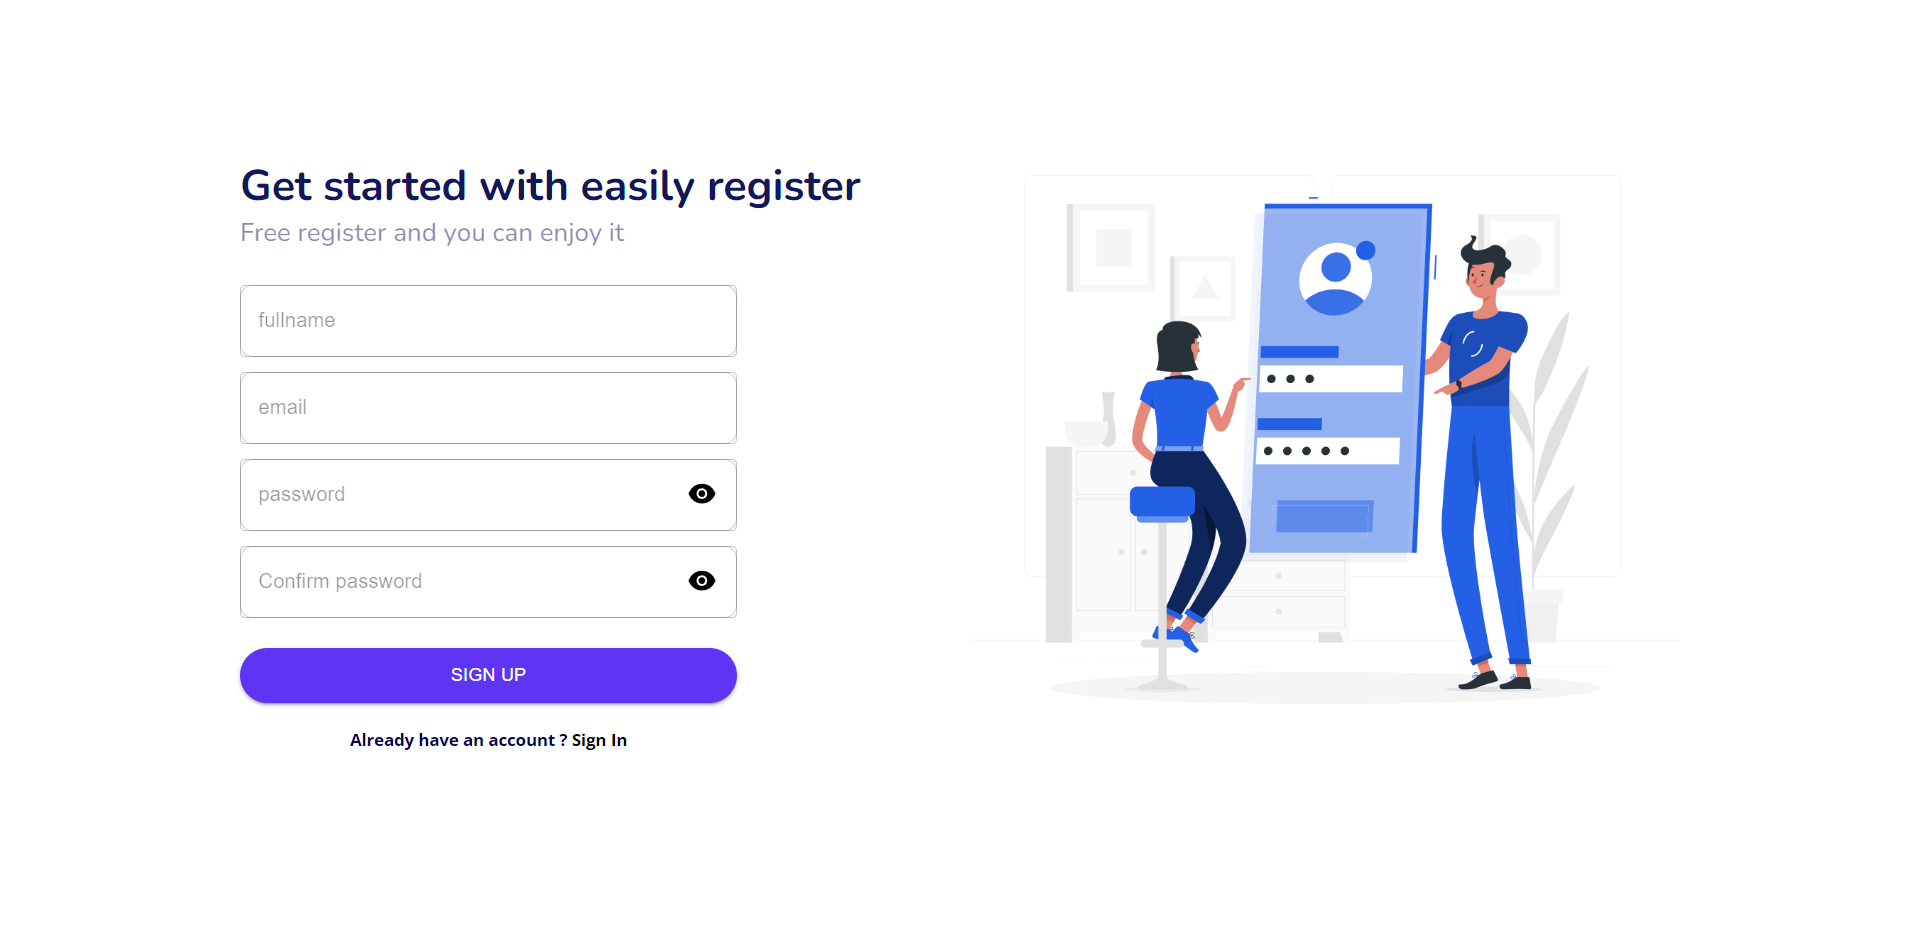 Get started with easily register
Free register and you can enjoy it
fullname
email
password
Confirm password
SIGN UP
Already have an account ? Sign In